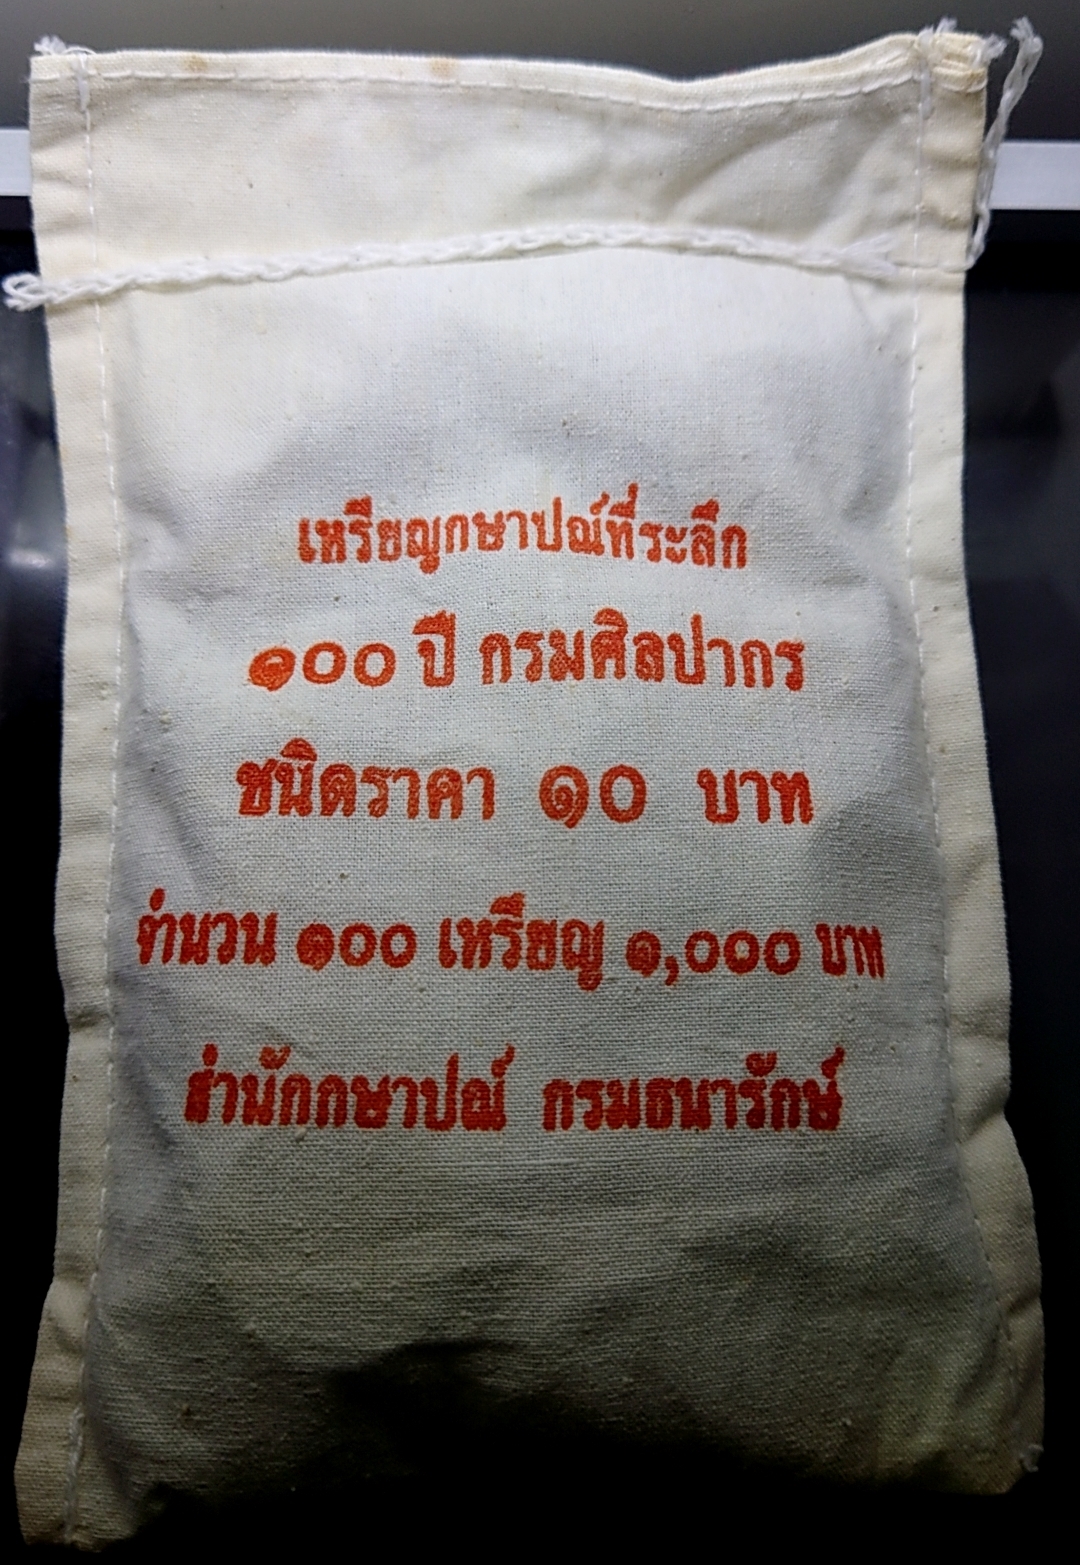 เหรียญกษาปณ์ที่ระลึก
๑๐๐ ปี กรมศิลปากร
ชนิดราคา ๑๐ บาท
จำนวน ๑๐๐ เหรียญ ๑,๐๐๐ บาท
สำนักกษาปณ์ กรมธนารักษ์